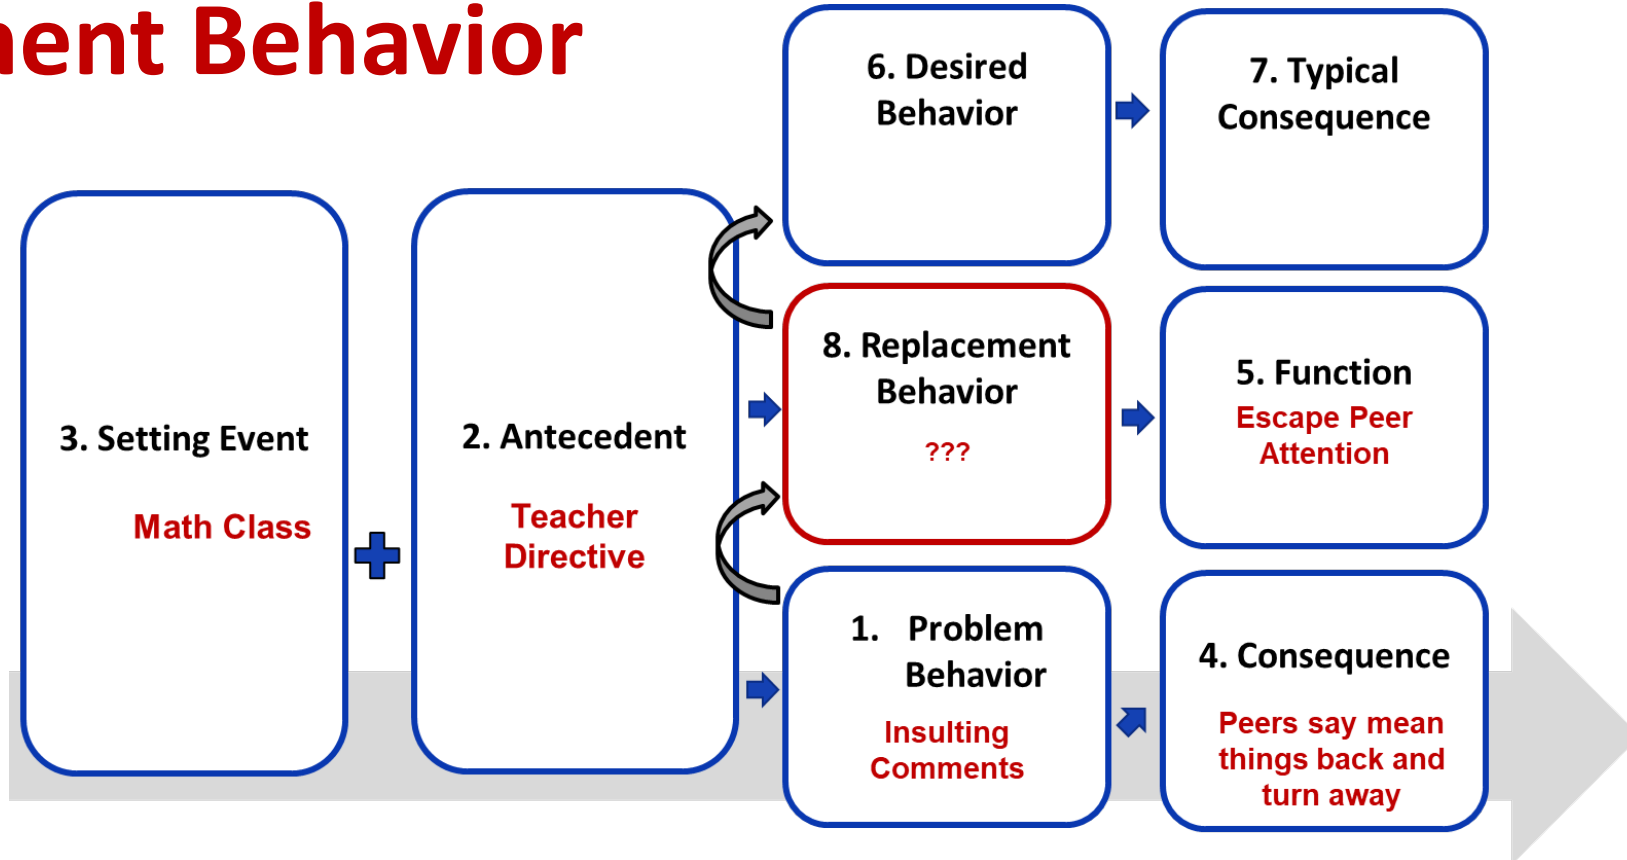 Behavior
6. Desired
Behavior
7. Typical
Consequence
3. Setting Event
Math Class
2. Antecedent
Teacher
Directive
8. Replacement
Behavior
???
5. Function
Escape Peer
Attention
1. Problem
Behavior
Insulting
Comments
4. Consequence
Peers say mean
things back and
turn away